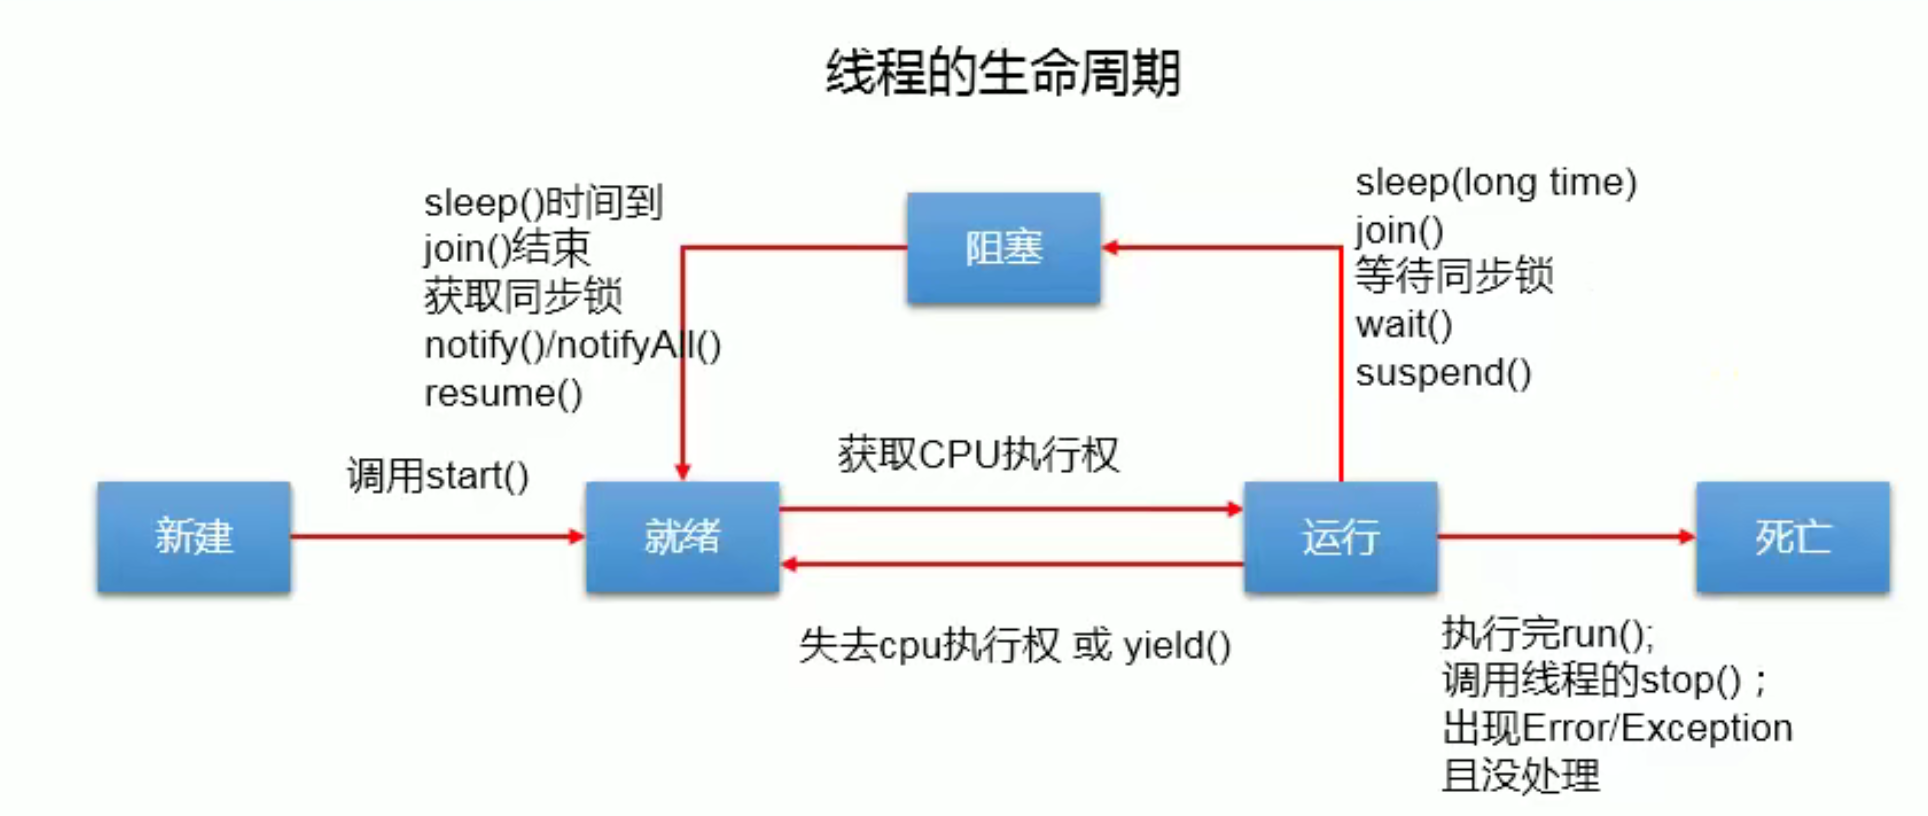 线程的生命周期
sleep()时间到
join()结束
获取同步锁
notify()/notifyAll()
resume()
阻塞
sleep(long time)
join()
等待同步锁
wait()
suspend()
调用start()
获取CPU执行权
新建
就绪
运行
死亡
失去cpu执行权 或 yield()
执行完run();
调用线程的stop() ;
出现Error/Exception
且没处理